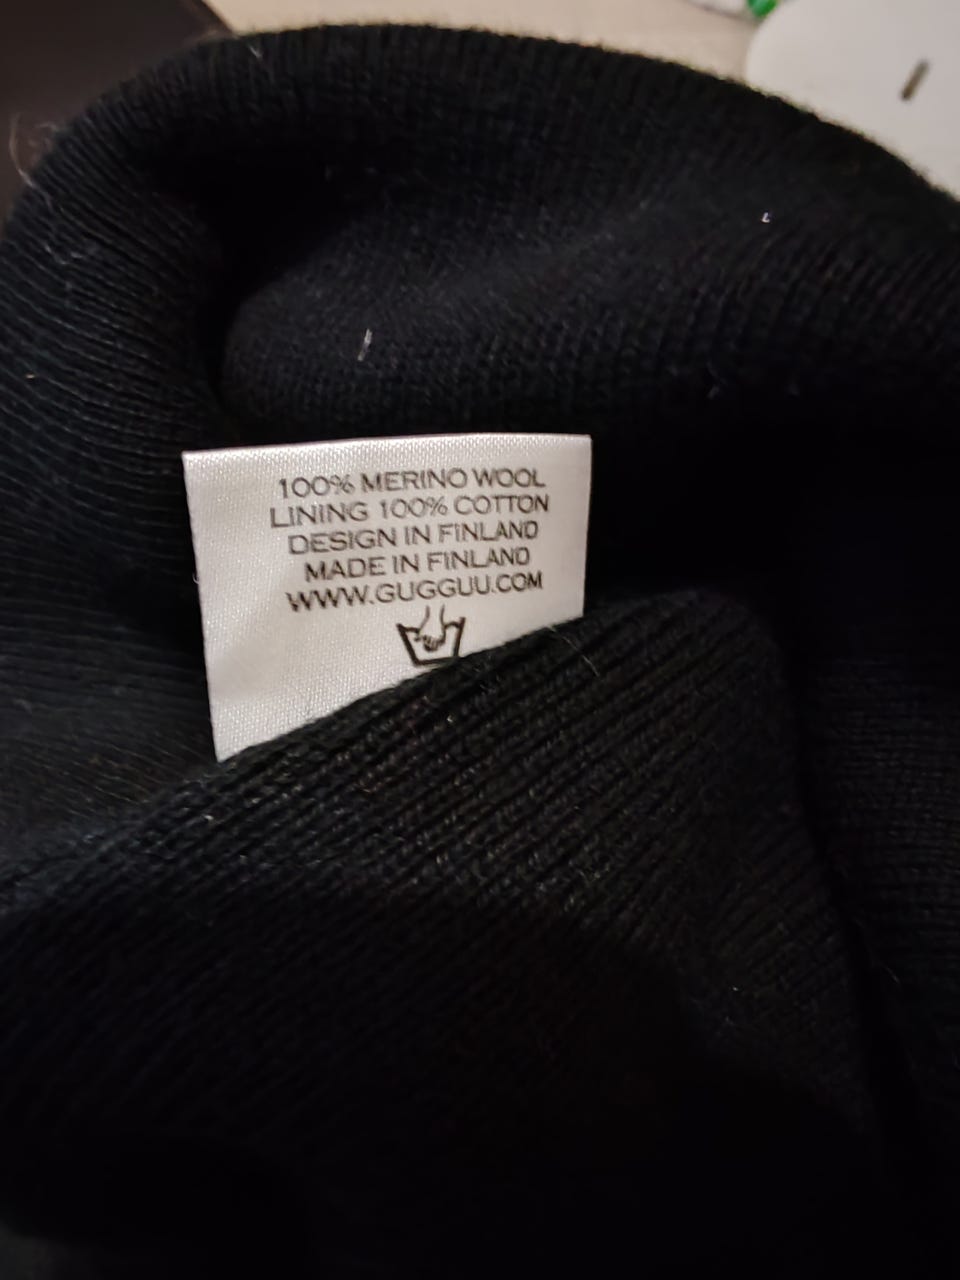 100% MERINO WOOL
LINING 100% COTTON
DESIGN IN FINLAND
MADE IN FINLAND
WWW.GUGGUU.COM